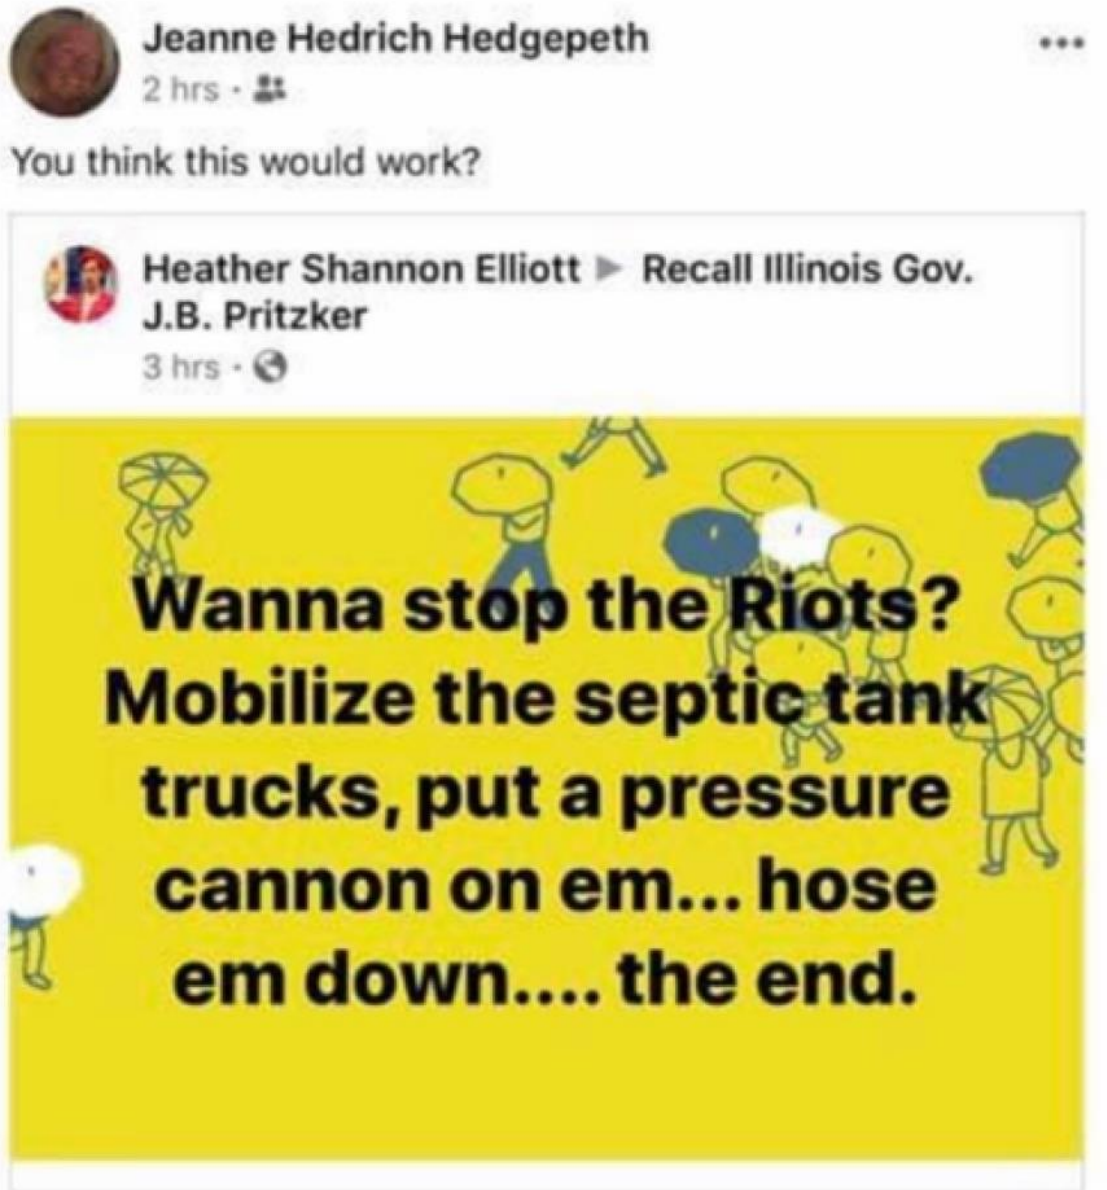 Jeanne Hedrich Hedgepeth
2 hrs ·
You think this would work?
Heather Shannon Elliott ▶ Recall Illinois Gov.
J.B. Pritzker
3 hrs ·
Wanna stop the Riots?
Mobilize the septic tank
trucks, put a pressure
cannon on em... hose
em down.... the end.